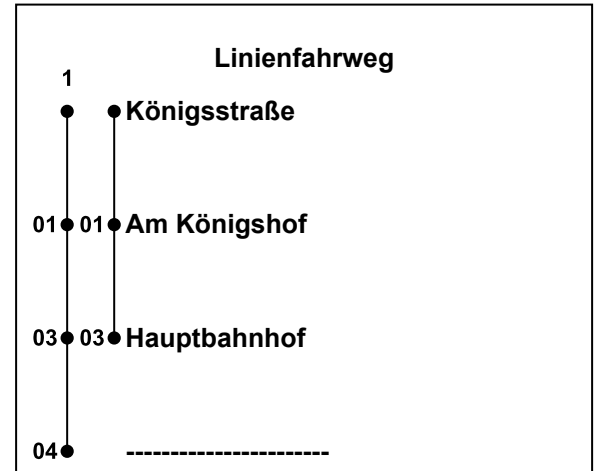 Linienfahrweg
1
Königsstraße
01 01 Am Königshof
03 03 Hauptbahnhof
04 -----------------------